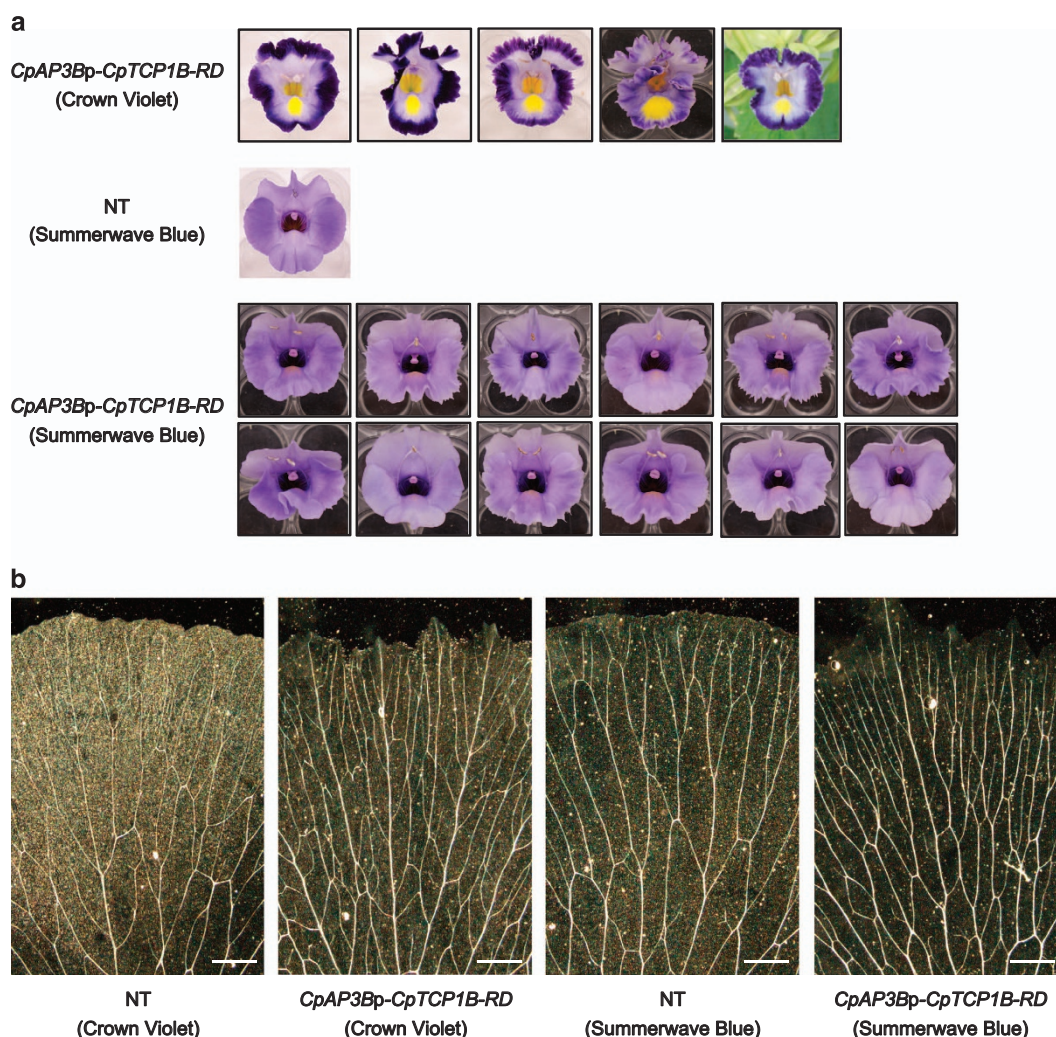 a
CpAP3Bp-CpTCP1B-RD
(Crown Violet)
NT
(Summerwave Blue)
CpAP3Bp-CpTCP1B-RD
(Summerwave Blue)
b
NT
(Crown Violet)
CpAP3Bp-CpTCP1B-RD
(Crown Violet)
NT
(Summerwave Blue)
CpAP3Bp-CpTCP1B-RD
(Summerwave Blue)